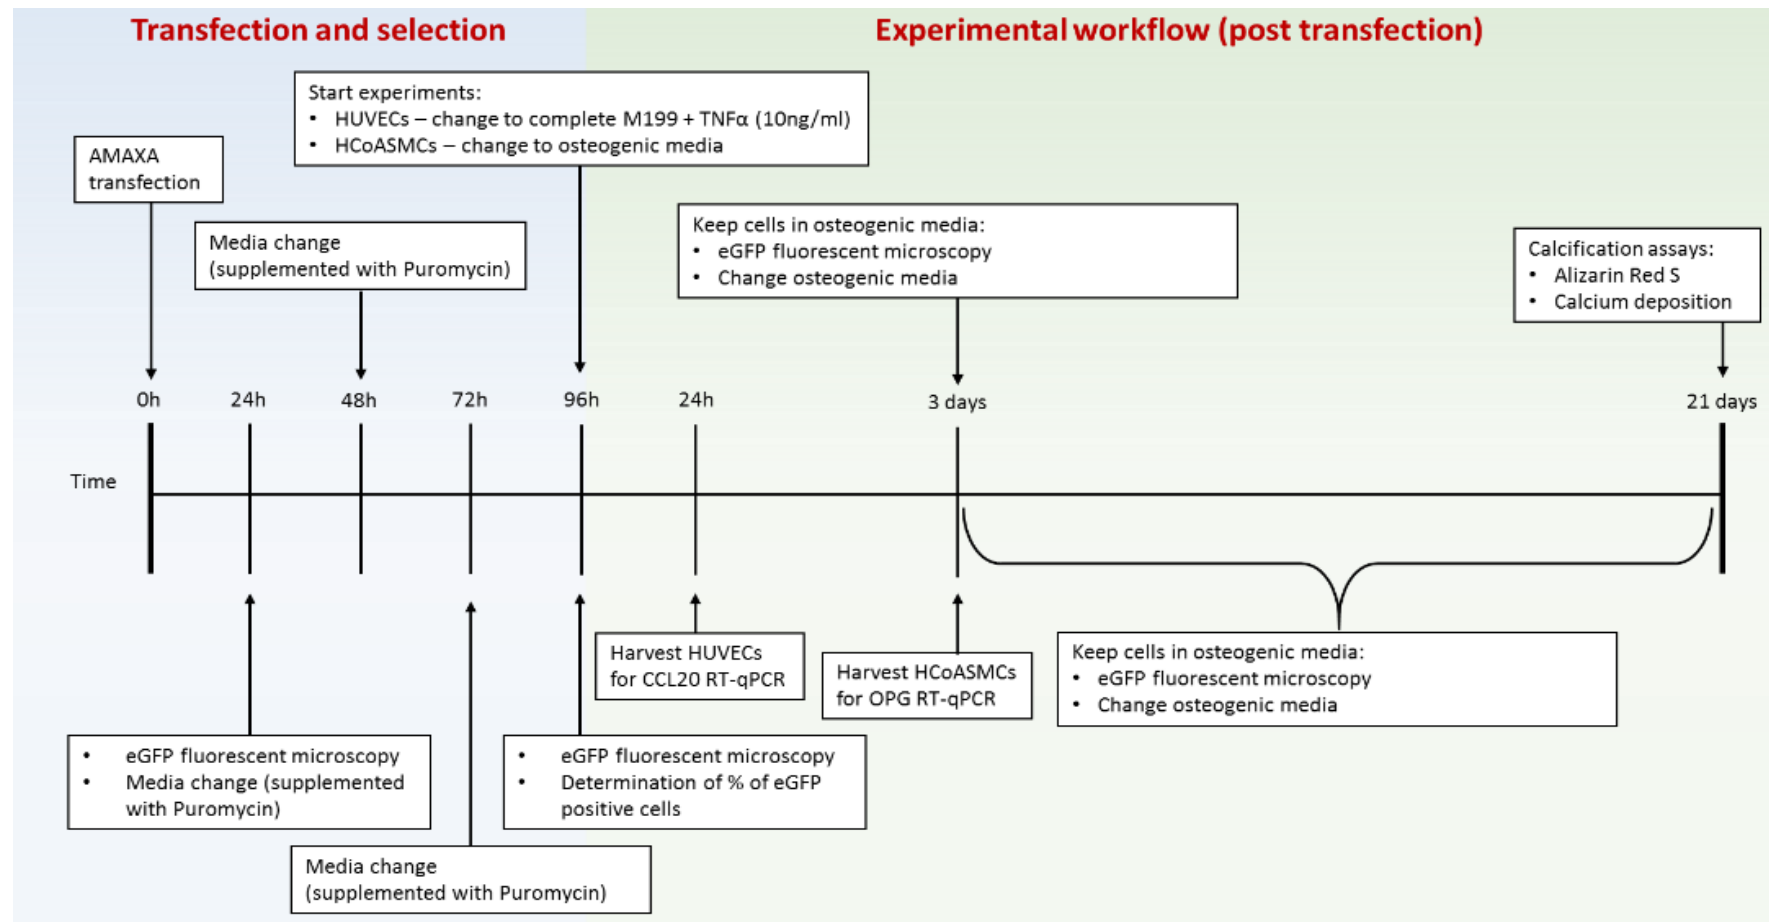 Transfection and selection
Experimental workflow (post transfection)
Start experiments:
• HUVECs – change to complete M199 + TNFα (10ng/ml)
• HCoASMCs – change to osteogenic media
AMAXA
transfection
Media change
(supplemented with Puromycin)
Keep cells in osteogenic media:
• eGFP fluorescent microscopy
• Change osteogenic media
Calcification assays:
• Alizarin Red S
• Calcium deposition
0h
24h
48h
72h
96h
24h
3 days
21 days
Time
Harvest HUVECs
for CCL20 RT-qPCR
Harvest HCoASMCs
for OPG RT-qPCR
Keep cells in osteogenic media:
• eGFP fluorescent microscopy
• Change osteogenic media
• eGFP fluorescent microscopy
• Media change (supplemented
with Puromycin)
• eGFP fluorescent microscopy
• Determination of % of eGFP
positive cells
Media change
(supplemented with Puromycin)